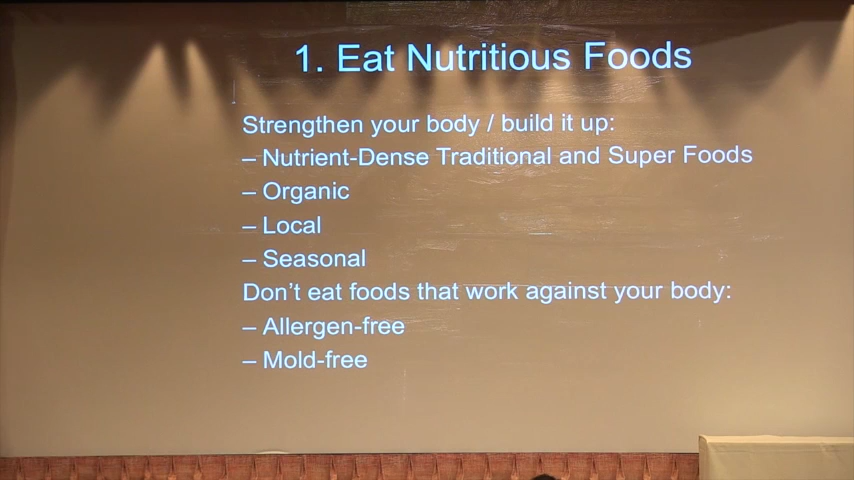 1. Eat Nutritious Foods
Strengthen your body / build it up:
– Nutrient-Dense Traditional and Super Foods
– Organic
– Local
– Seasonal
Don’t eat foods that work against your body:
– Allergen-free
– Mold-free